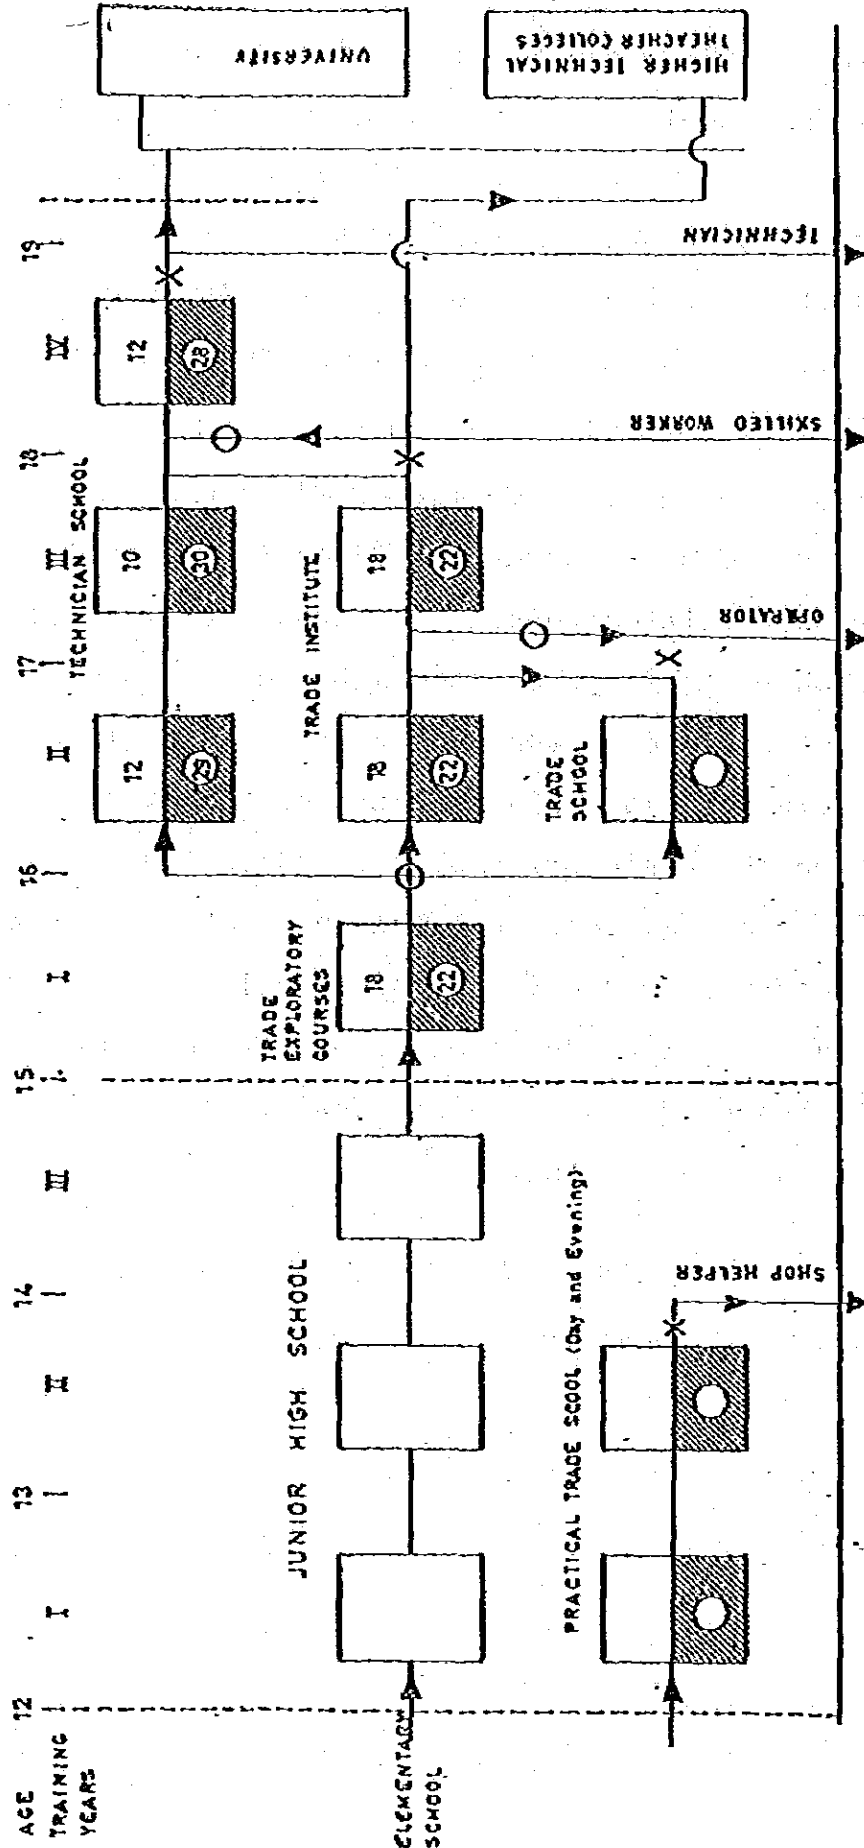 AGE 12 13 14 15 16 17 18 19
TRAINING YEARS I II III I II III IV
TECHNICIAN SCHOOL
12 10 12
29 30 28
UNIVERSITY
JUNIOR HIGH SCHOOL
TRADE
EXPLORATORY
COURSES
TRADE INSTITUTE
ELEMENTARY
SCHOOL
18 18 18
22 22 22
HIGHER TECHNICAL
THEACHER COLLEGES
PRACTICAL TRADE SCOOL (Day and Evening)
TRADE
SCHOOL
SHOP HELPER
OPERATOR
SKILLED WORKER
TECHNICIAN